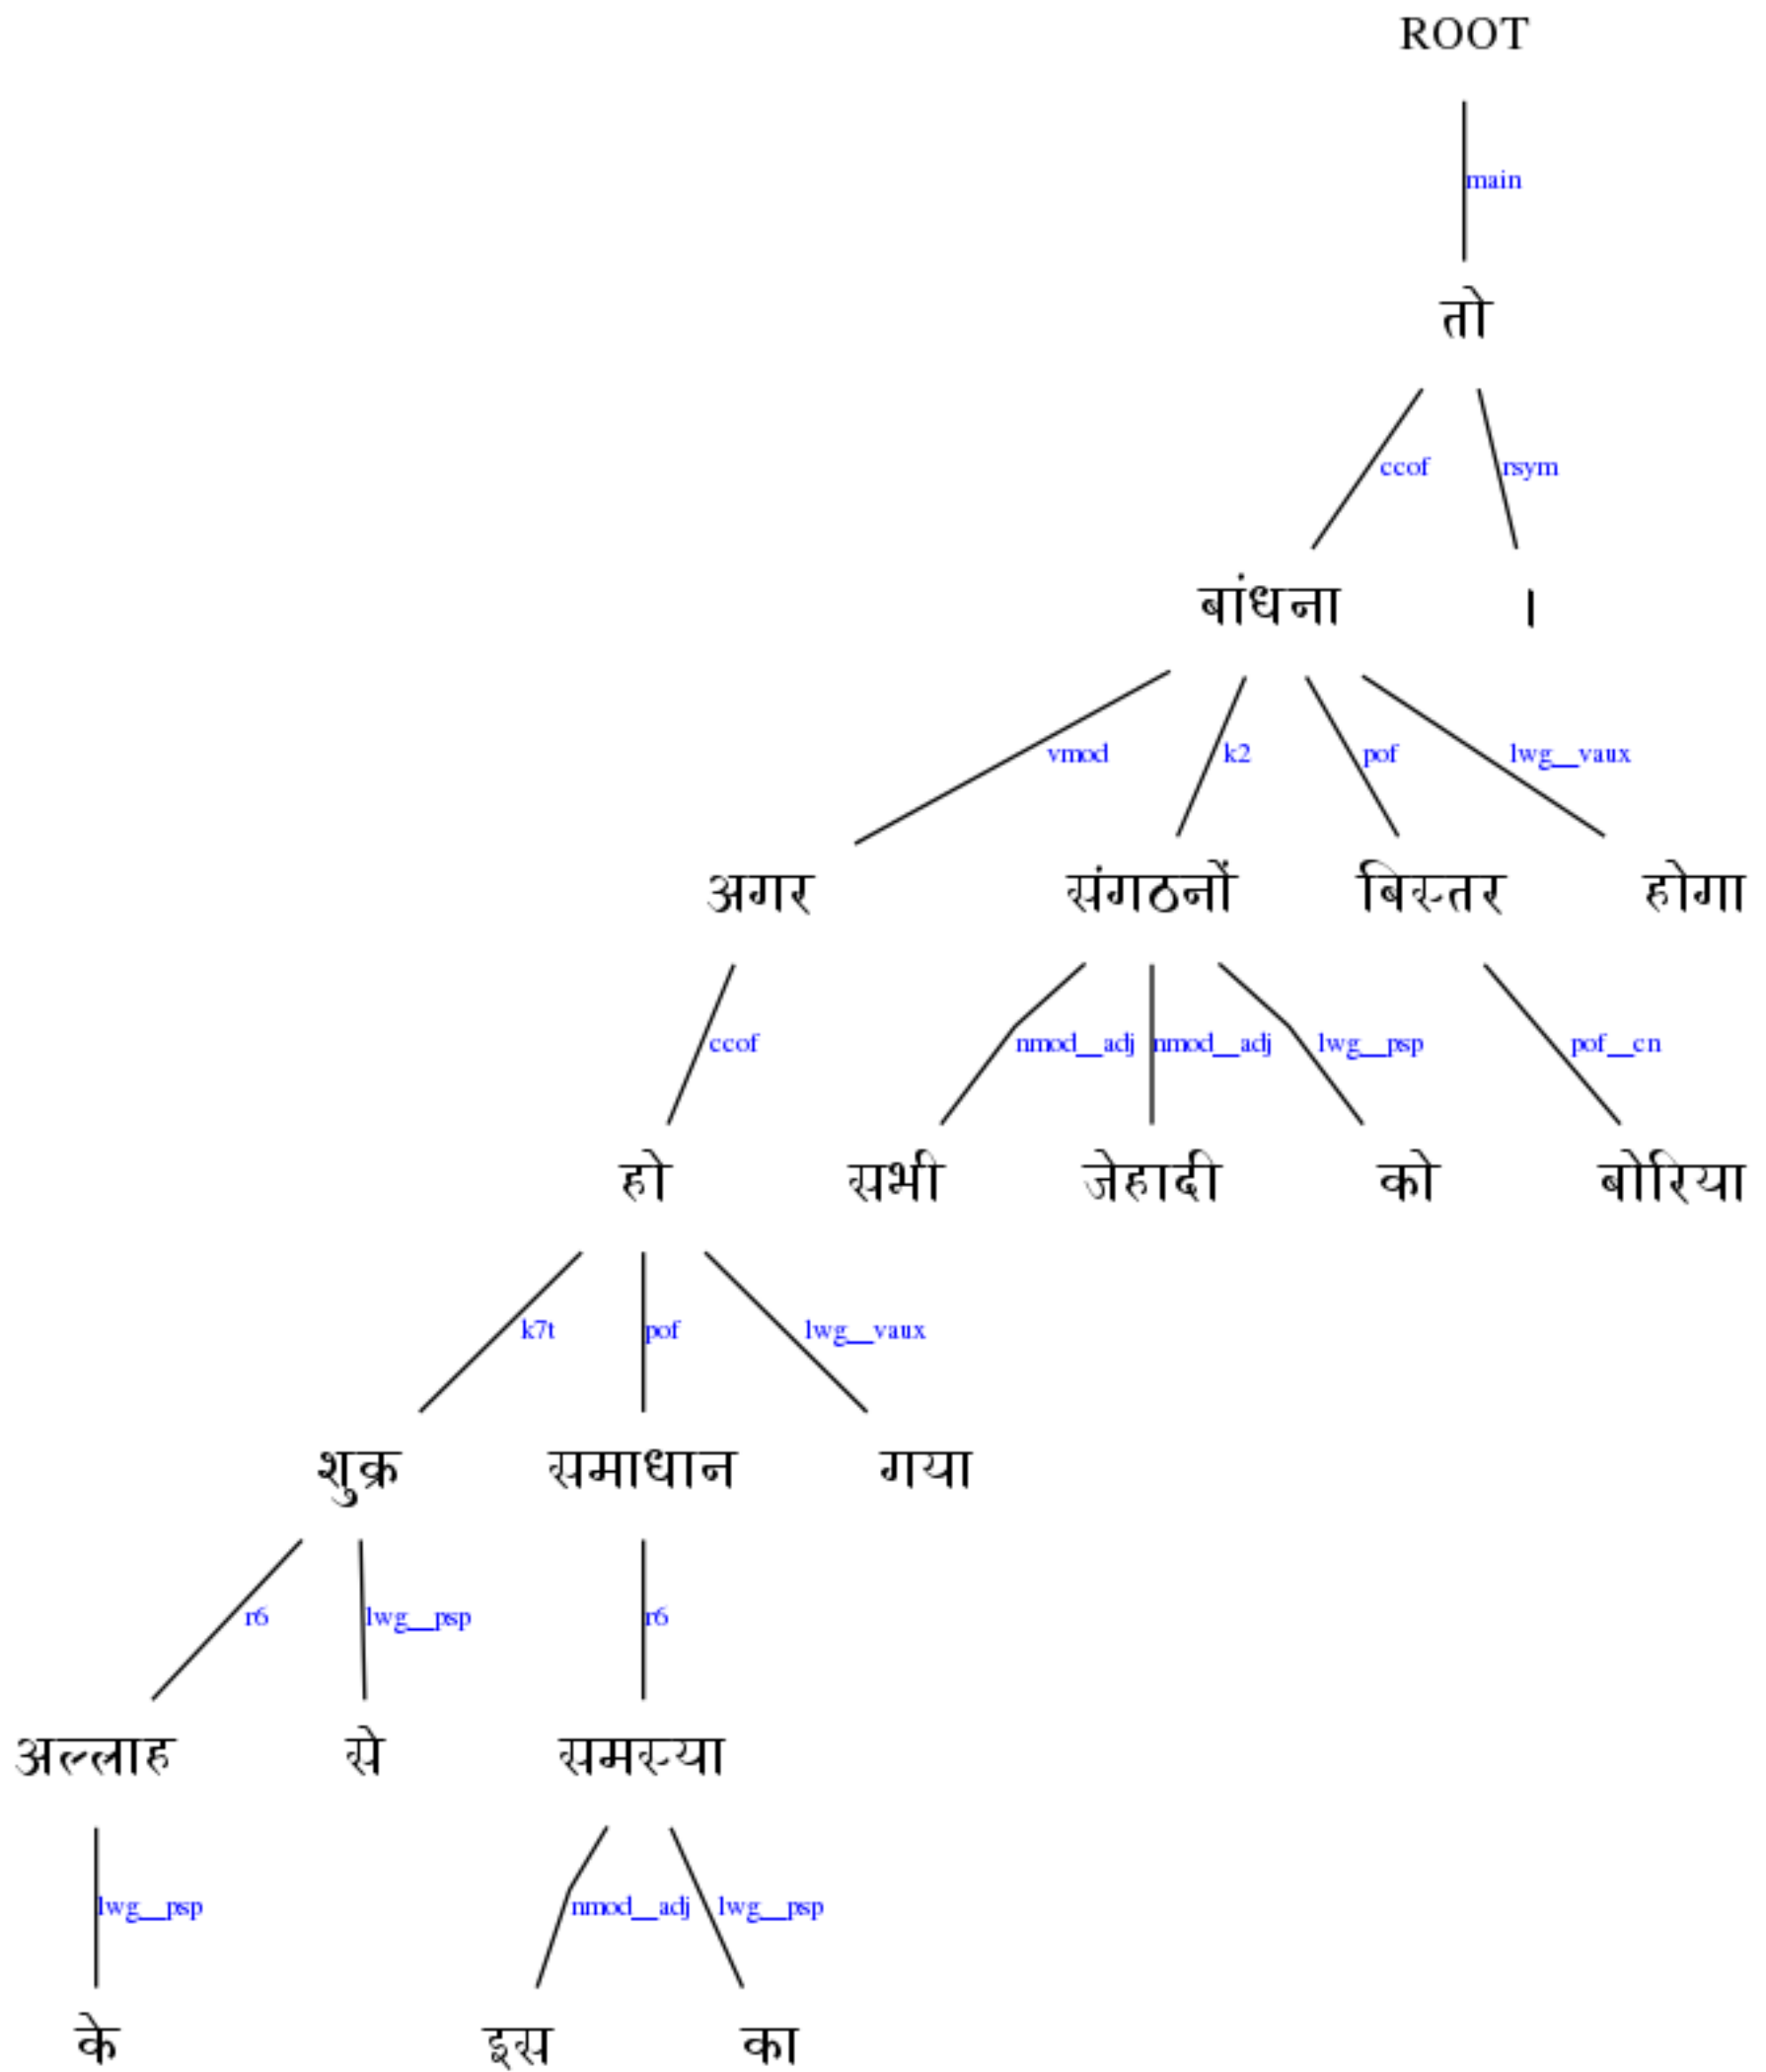 ROOT
main
तो
ccof rsym
बांधना ।
vmod k2 pof lwg__vaux
अगर संगठनों बिस्तर होगा
ccof nmod__adj nmod__adj lwg__psp pof__cn
हो सभी जेहादी को बोरिया
k7t pof lwg__vaux
शुक्र समाधान गया
r6 lwg__psp r6
अल्लाह से समस्या
lwg__psp nmod__adj lwg__psp
के इस का